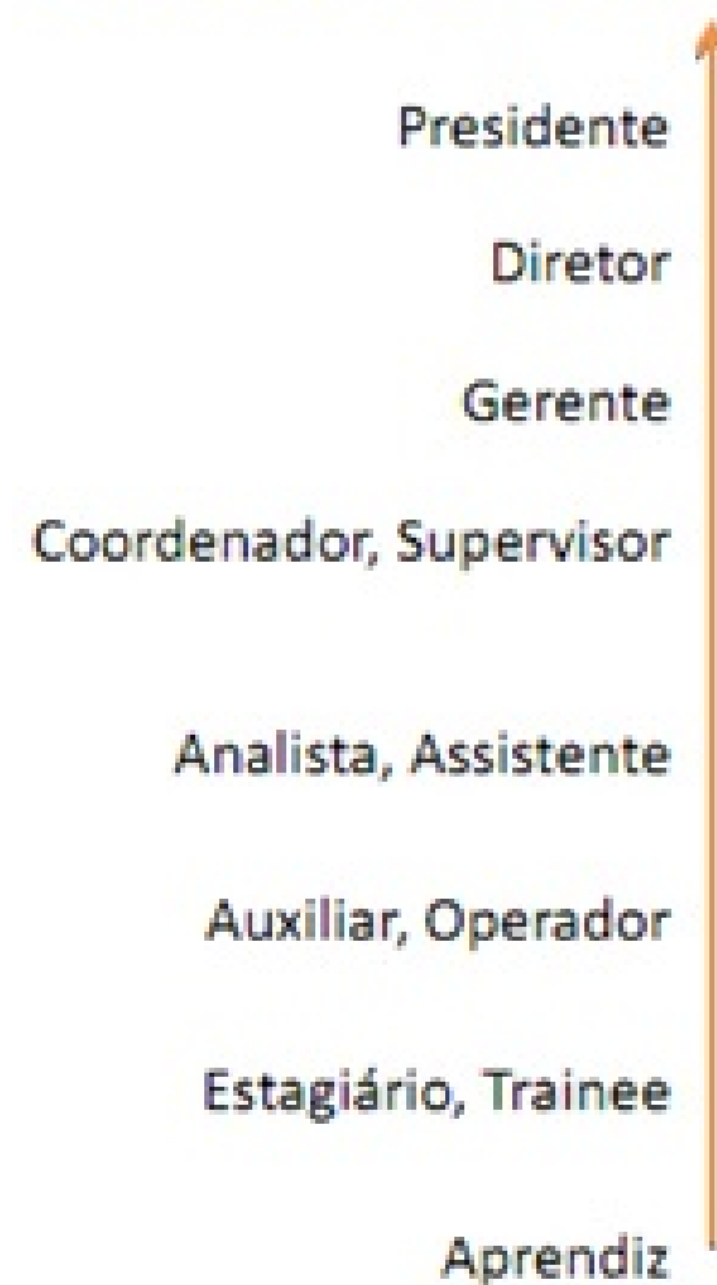 Presidente
Diretor
Gerente
Coordenador, Supervisor
Analista, Assistente
Auxiliar, Operador
Estagiário, Trainee
Aprendiz